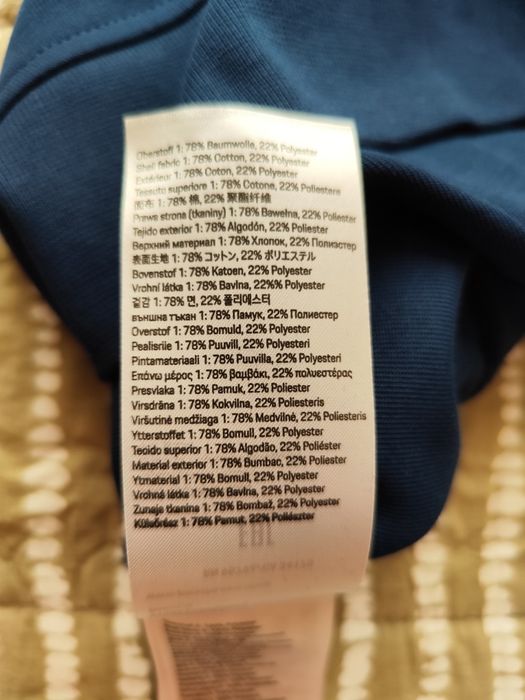 Oberstoff 1: 78% Baumwolle, 22% Polyester
Shell fabric 1: 78% Cotton, 22% Polyester
Extérieur 1: 78% Coton, 22% Polyester
Tessuto superiore 1: 78% Cotone, 22% Poliestere
面布 1: 78% 棉, 22% 聚酯纤维
Prawa strona (tkaniny) 1: 78% Bawełna, 22% Poliester
Tejido exterior 1: 78% Algodón, 22% Poliéster
Верхний материал 1: 78% Хлопок, 22% Полиэстер
表面生地 1: 78% コットン, 22% ポリエステル
Bovenstof 1: 78% Katoen, 22% Polyester
Vrchní látka 1: 78% Bavlna, 22% Polyester
겉감 1: 78% 면, 22% 폴리에스터
външна тъкан 1: 78% Памук, 22% Полиестер
Overstof 1: 78% Bomuld, 22% Polyester
Pealisriie 1: 78% Puuvill, 22% Polyesteri
Pintamateriaali 1: 78% Puuvilla, 22% Polyesteri
Επάνω μέρος 1: 78% βαμβάκι, 22% πολυεστέρας
Presvlaka 1: 78% Pamuk, 22% Poliester
Virsdrāna 1: 78% Kokvilna, 22% Poliesteris
Viršutinė medžiaga 1: 78% Medvilnė, 22% Poliesteris
Ytterstoffet 1: 78% Bomull, 22% Polyester
Tecido superior 1: 78% Algodão, 22% Poliéster
Material exterior 1: 78% Bumbac, 22% Poliester
Ytmaterial 1: 78% Bomull, 22% Polyester
Vrchná látka 1: 78% Bavlna, 22% Polyester
Zunaje tkanina 1: 78% Bombaž, 22% Poliester
Külsőrész 1: 78% Pamut, 22% Poliészter